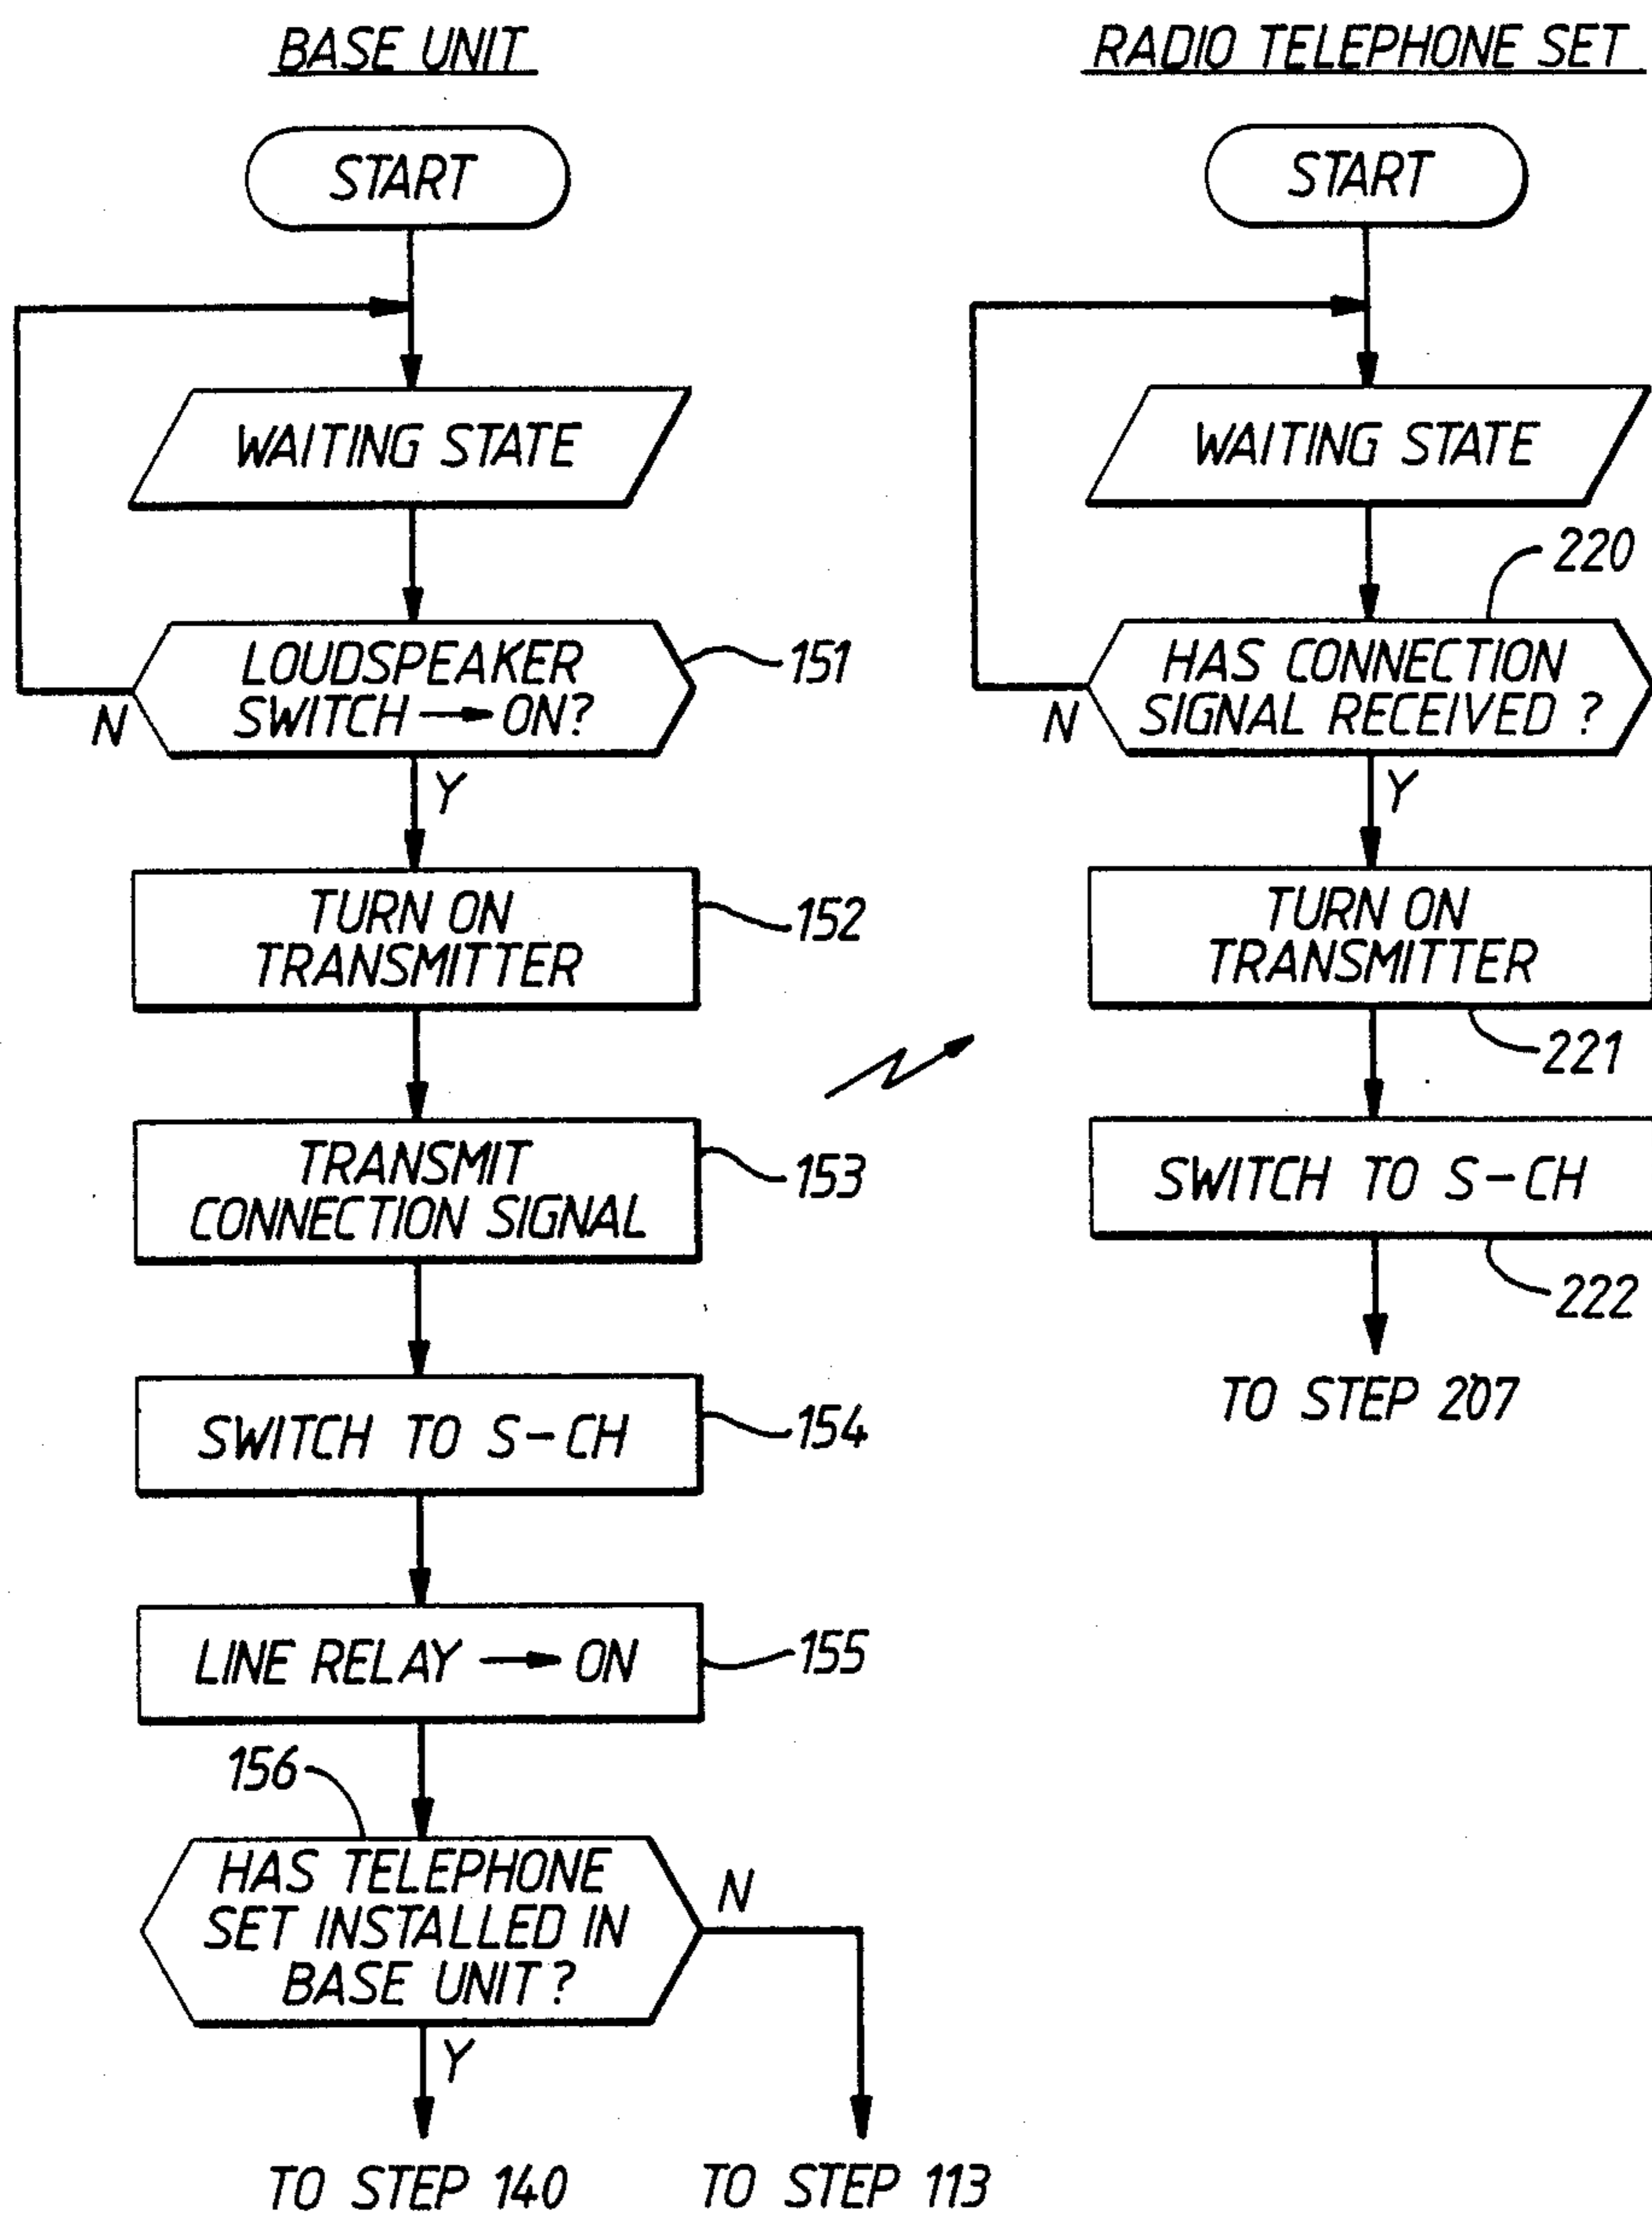 BASE UNIT
START
WAITING STATE
LOUDSPEAKER
SWITCH → ON?
151
N
Y
TURN ON
TRANSMITTER
152
TRANSMIT
CONNECTION SIGNAL
153
SWITCH TO S-CH
154
LINE RELAY → ON
155
156
HAS TELEPHONE
SET INSTALLED IN
BASE UNIT?
N
Y
TO STEP 140
TO STEP 113
RADIO TELEPHONE SET
START
WAITING STATE
220
HAS CONNECTION
SIGNAL RECEIVED ?
N
Y
TURN ON
TRANSMITTER
221
SWITCH TO S-CH
222
TO STEP 207